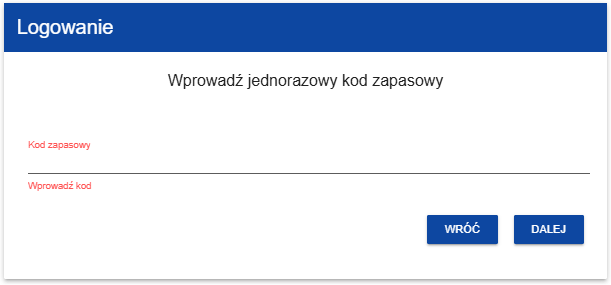 Logowanie
Wprowadź jednorazowy kod zapasowy
Kod zapasowy
Wprowadź kod
WRÓĆ DALEJ